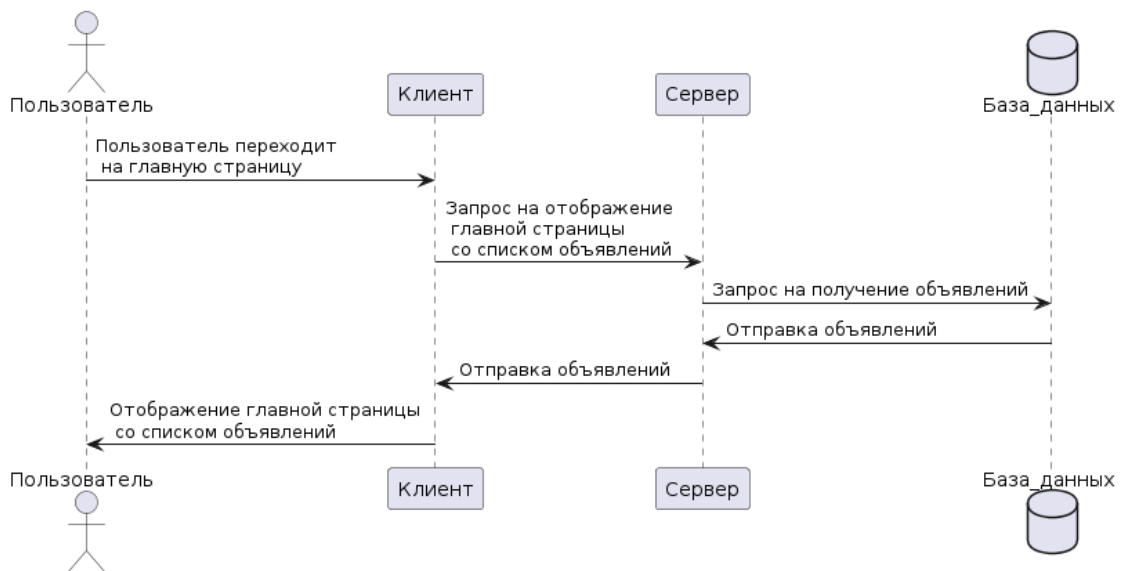 Пользователь
Клиент
Сервер
База_данных
Пользователь переходит
на главную страницу
Запрос на отображение
главной страницы
со списком объявлений
Запрос на получение объявлений
Отправка объявлений
Отправка объявлений
Отображение главной страницы
со списком объявлений
Пользователь
Клиент
Сервер
База_данных